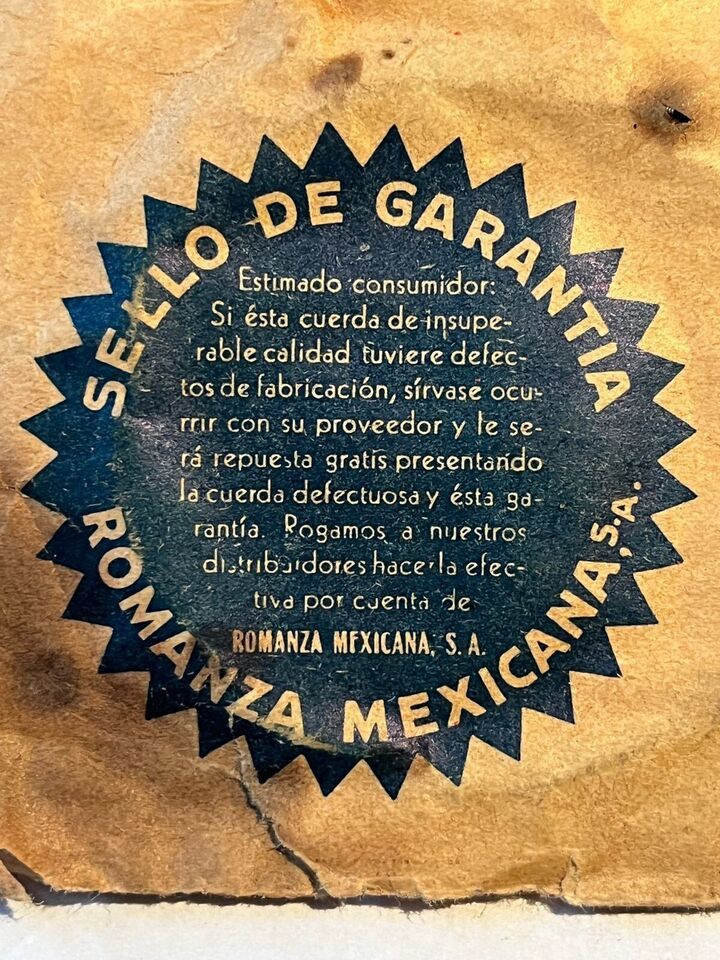 SELLO DE GARANTIA
Estimado consumidor:
Si ésta cuerda de insupe-
rable calidad tuviere defec-
tos de fabricación, sírvase ocu-
rrir con su proveedor y le se-
rá repuesta gratis presentando
la cuerda defectuosa y ésta ga-
rantía. Rogamos a nuestros
distribuidores hacerla efec-
tiva por cuenta de
ROMANZA MEXICANA, S. A.
ROMANZA MEXICANA, S.A.